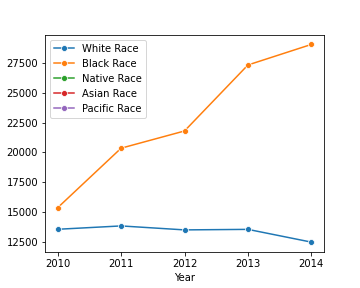 White Race
Black Race
Native Race
Asian Race
Pacific Race
27500
25000
22500
20000
17500
15000
12500
2010 2011 2012 2013 2014
Year